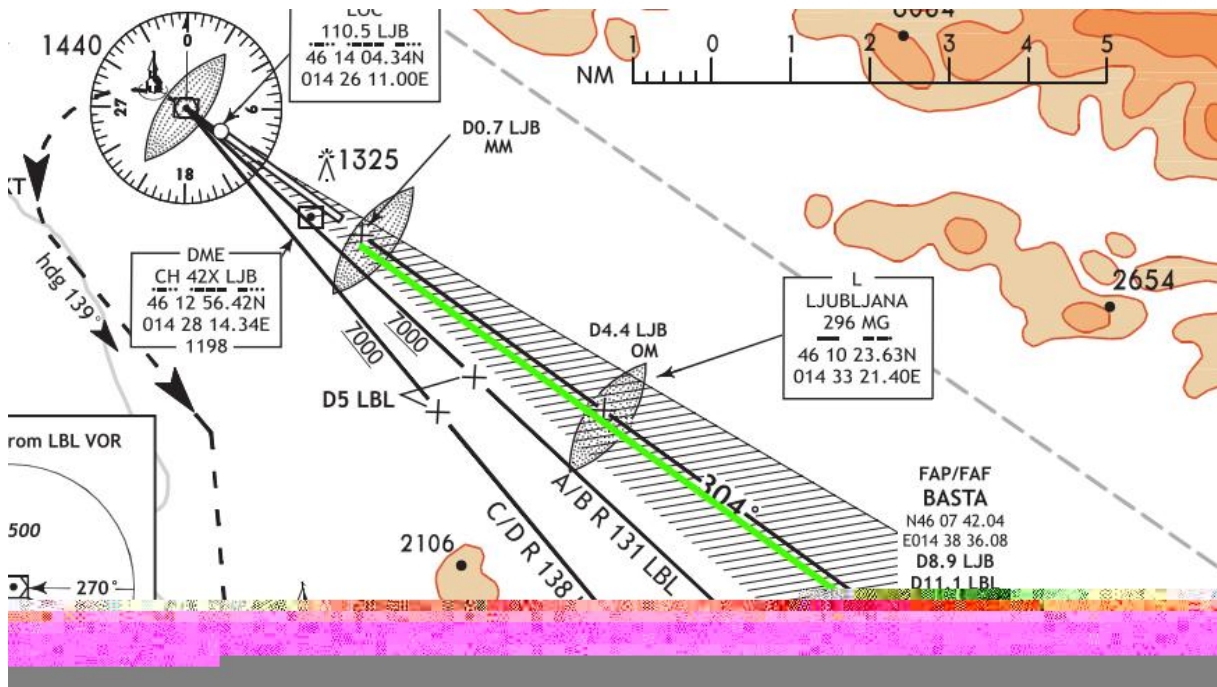 LOC
110.5 LJB
46 14 04.34N
014 26 11.00E
1440
0
9
18
27
1325
D0.7 LJB
MM
NM
1 0 1 2 3 4 5
2654
KT
hdg 139°
DME
CH 42X LJB
46 12 56.42N
014 28 14.34E
1198
7000
7000
D5 LBL
D4.4 LJB
OM
L
LJUBLJANA
296 MG
46 10 23.63N
014 33 21.40E
304°
A/B R 131 LBL
C/D R 138
2106
FAP/FAF
BASTA
N46 07 42.04
E014 38 36.08
D8.9 LJB
D11.1 LBL
rom LBL VOR
500
270°